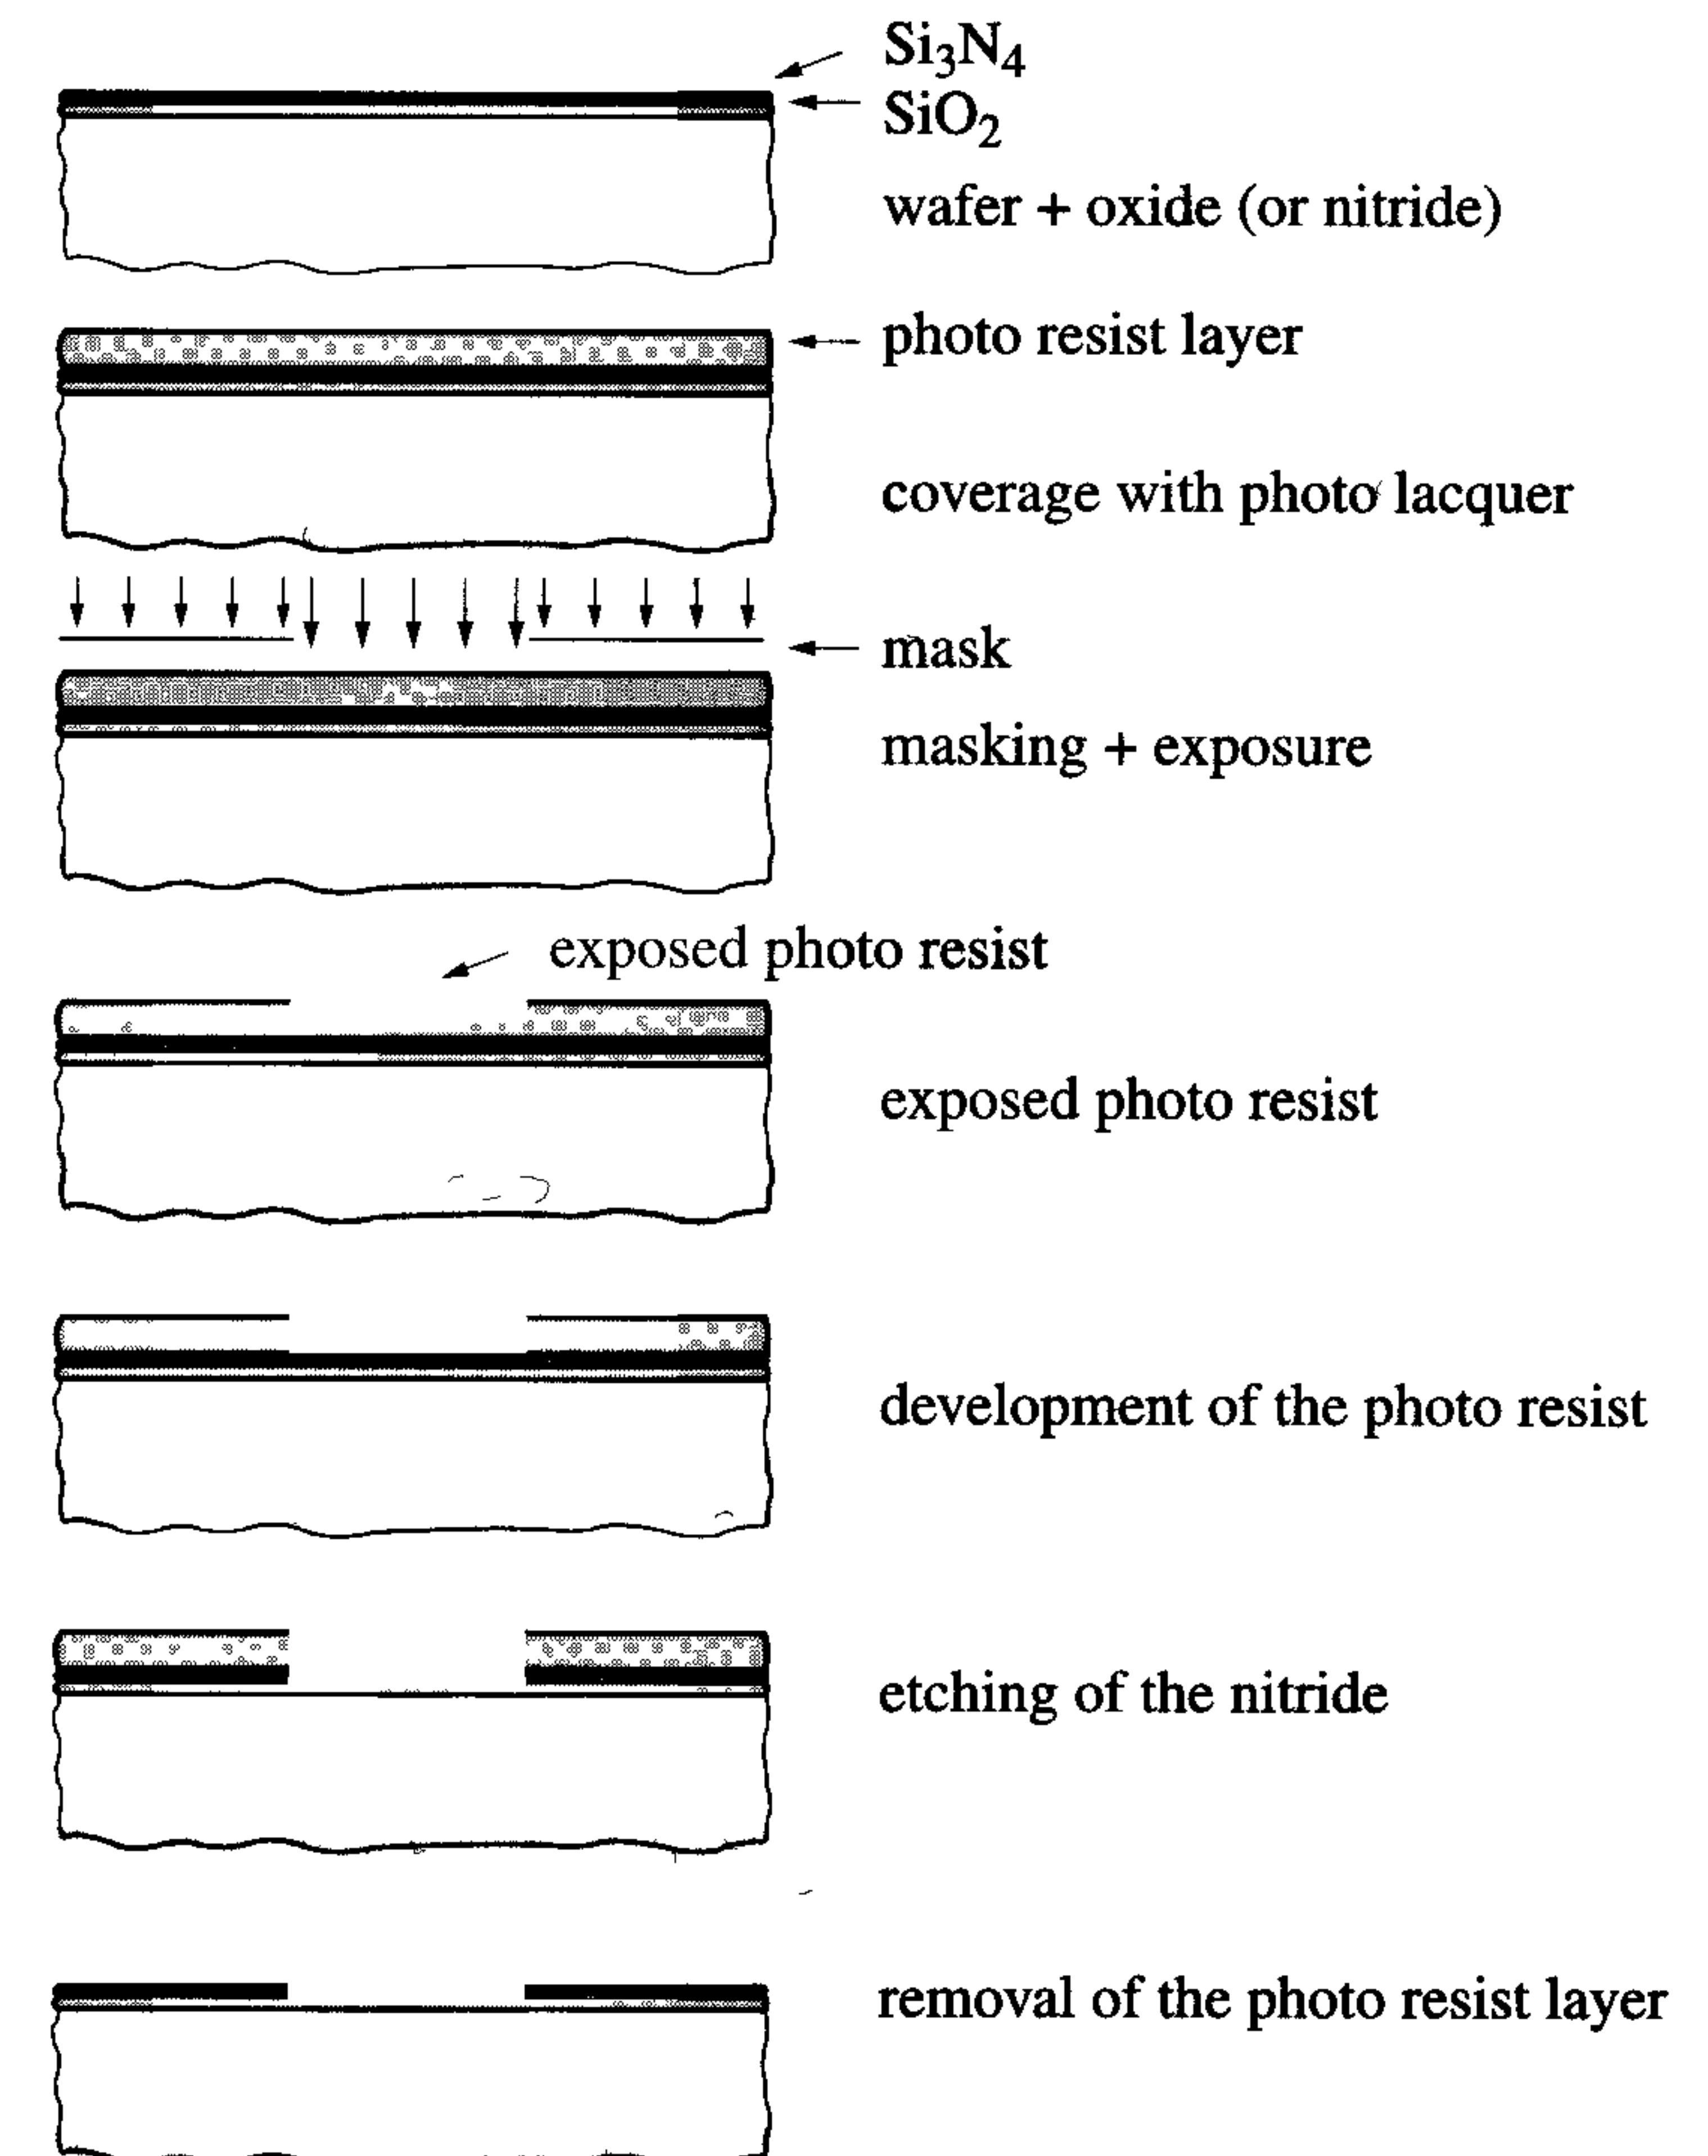 Si₃N₄
SiO₂
wafer + oxide (or nitride)
photo resist layer
coverage with photo lacquer
mask
masking + exposure
exposed photo resist
exposed photo resist
development of the photo resist
etching of the nitride
removal of the photo resist layer